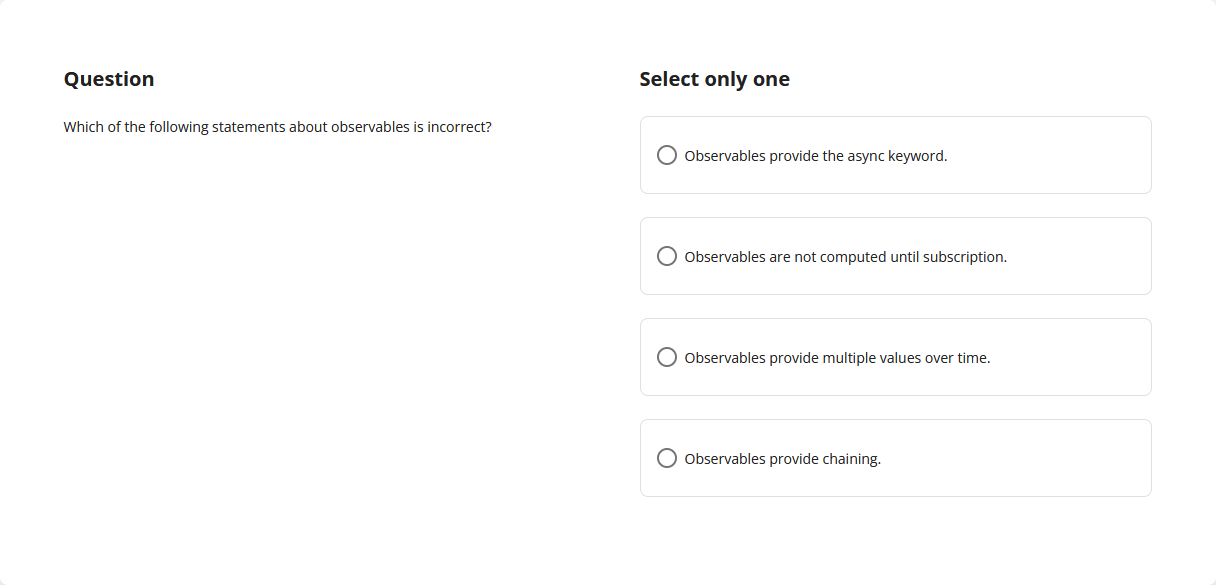 Question
Which of the following statements about observables is incorrect?
Select only one
Observables provide the async keyword.
Observables are not computed until subscription.
Observables provide multiple values over time.
Observables provide chaining.